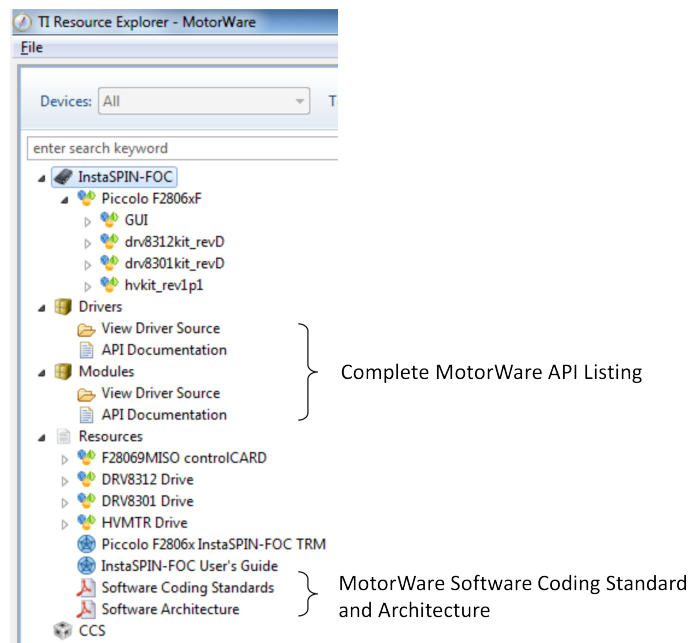 TI Resource Explorer - MotorWare
File
Devices: All T
enter search keyword
InstaSPIN-FOC
Piccolo F2806xF
GUI
drv8312kit_revD
drv8301kit_revD
hvkit_rev1p1
Drivers
View Driver Source
API Documentation
Complete MotorWare API Listing
Modules
View Driver Source
API Documentation
Resources
F28069MISO controlCARD
DRV8312 Drive
DRV8301 Drive
HVMTR Drive
Piccolo F2806x InstaSPIN-FOC TRM
InstaSPIN-FOC User's Guide
Software Coding Standards
Software Architecture
MotorWare Software Coding Standard
and Architecture
CCS